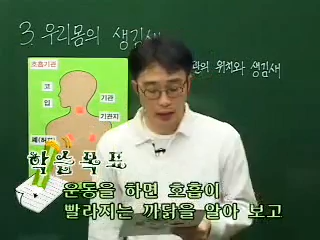 3. 우리몸의 생김새
관의 위치와 생김새
호흡기관
코
입
기관
기관지
폐(허파)
학습목표
운동을 하면 호흡이
빨라지는 까닭을 알아 보고